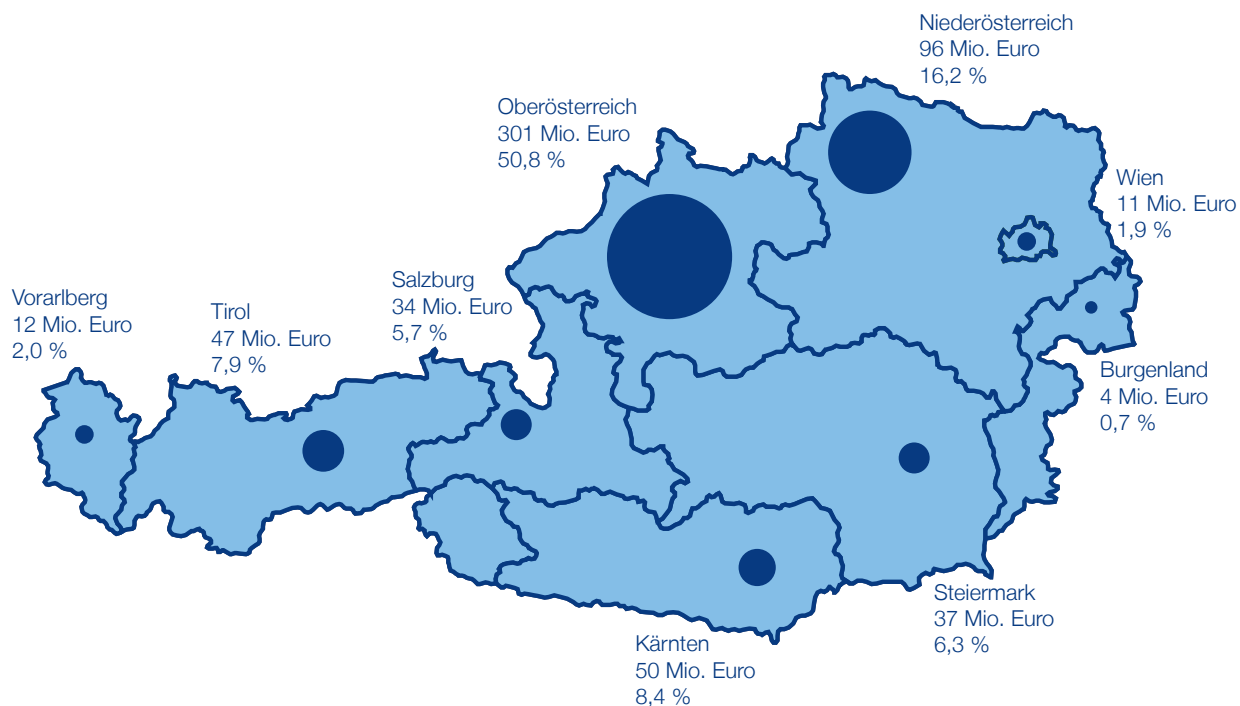 Niederösterreich
96 Mio. Euro
16,2 %
Oberösterreich
301 Mio. Euro
50,8 %
Wien
11 Mio. Euro
1,9 %
Salzburg
34 Mio. Euro
5,7 %
Vorarlberg
12 Mio. Euro
2,0 %
Tirol
47 Mio. Euro
7,9 %
Burgenland
4 Mio. Euro
0,7 %
Steiermark
37 Mio. Euro
6,3 %
Kärnten
50 Mio. Euro
8,4 %